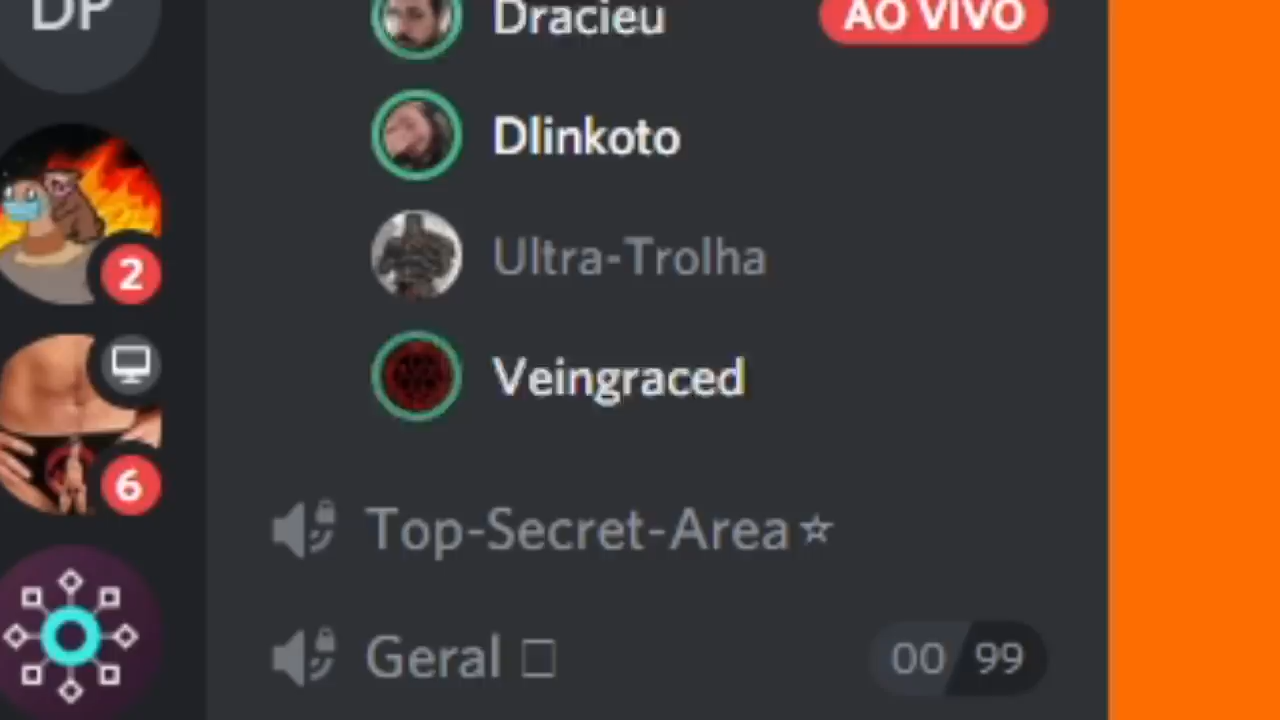 DP
Dracieu
AO VIVO
Dlinkoto
2
Ultra-Trolha
Veingraced
6
Top-Secret-Area☆
Geral □
00 99